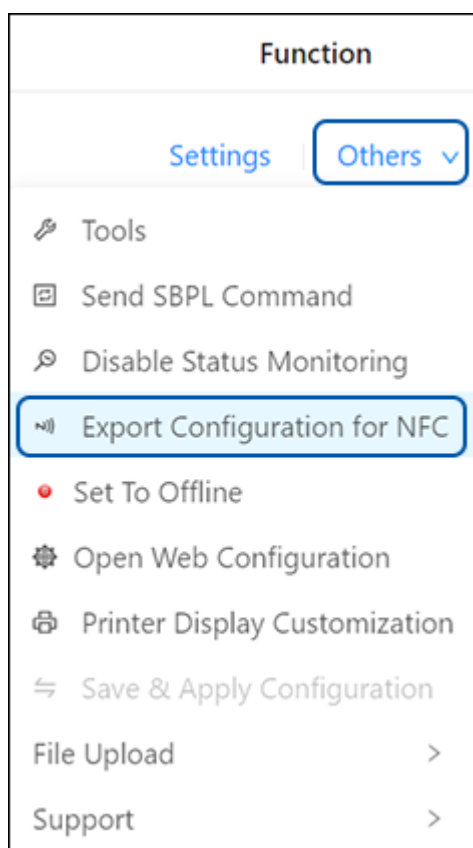 Function
Settings Others
Tools
Send SBPL Command
Disable Status Monitoring
Export Configuration for NFC
Set To Offline
Open Web Configuration
Printer Display Customization
Save & Apply Configuration
File Upload
Support